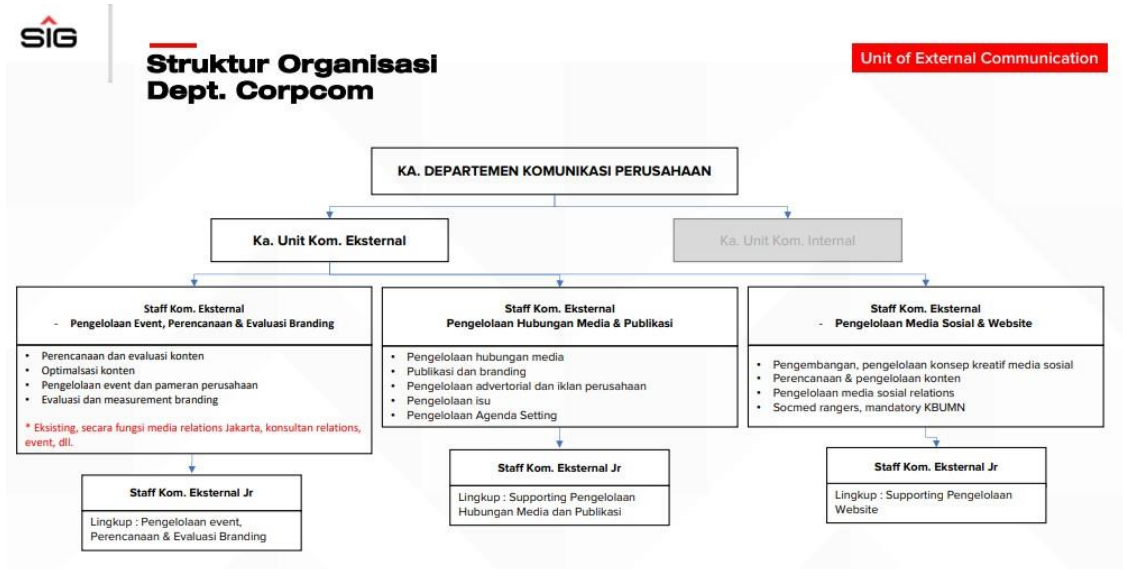 SIG
Struktur Organisasi
Dept. Corpcom
Unit of External Communication
KA. DEPARTEMEN KOMUNIKASI PERUSAHAAN
Ka. Unit Kom. Eksternal
Ka. Unit Kom. Internal
Staff Kom. Eksternal
- Pengelolaan Event, Perencanaan & Evaluasi Branding
• Perencanaan dan evaluasi konten
• Optimalsasi konten
• Pengelolaan event dan pameran perusahaan
• Evaluasi dan measurement branding
* Eksisting, secara fungsi media relations Jakarta, konsultan relations,
event, dll.
Staff Kom. Eksternal Jr
Lingkup : Pengelolaan event,
Perencanaan & Evaluasi Branding
Staff Kom. Eksternal
Pengelolaan Hubungan Media & Publikasi
• Pengelolaan hubungan media
• Publikasi dan branding
• Pengelolaan advertorial dan iklan perusahaan
• Pengelolaan isu
• Pengelolaan Agenda Setting
Staff Kom. Eksternal Jr
Lingkup : Supporting Pengelolaan
Hubungan Media dan Publikasi
Staff Kom. Eksternal
- Pengelolaan Media Sosial & Website
• Pengembangan, pengelolaan konsep kreatif media sosial
• Perencanaan & pengelolaan konten
• Pengelolaan media sosial relations
• Socmed rangers, mandatory KBUMN
Staff Kom. Eksternal Jr
Lingkup : Supporting Pengelolaan
Website